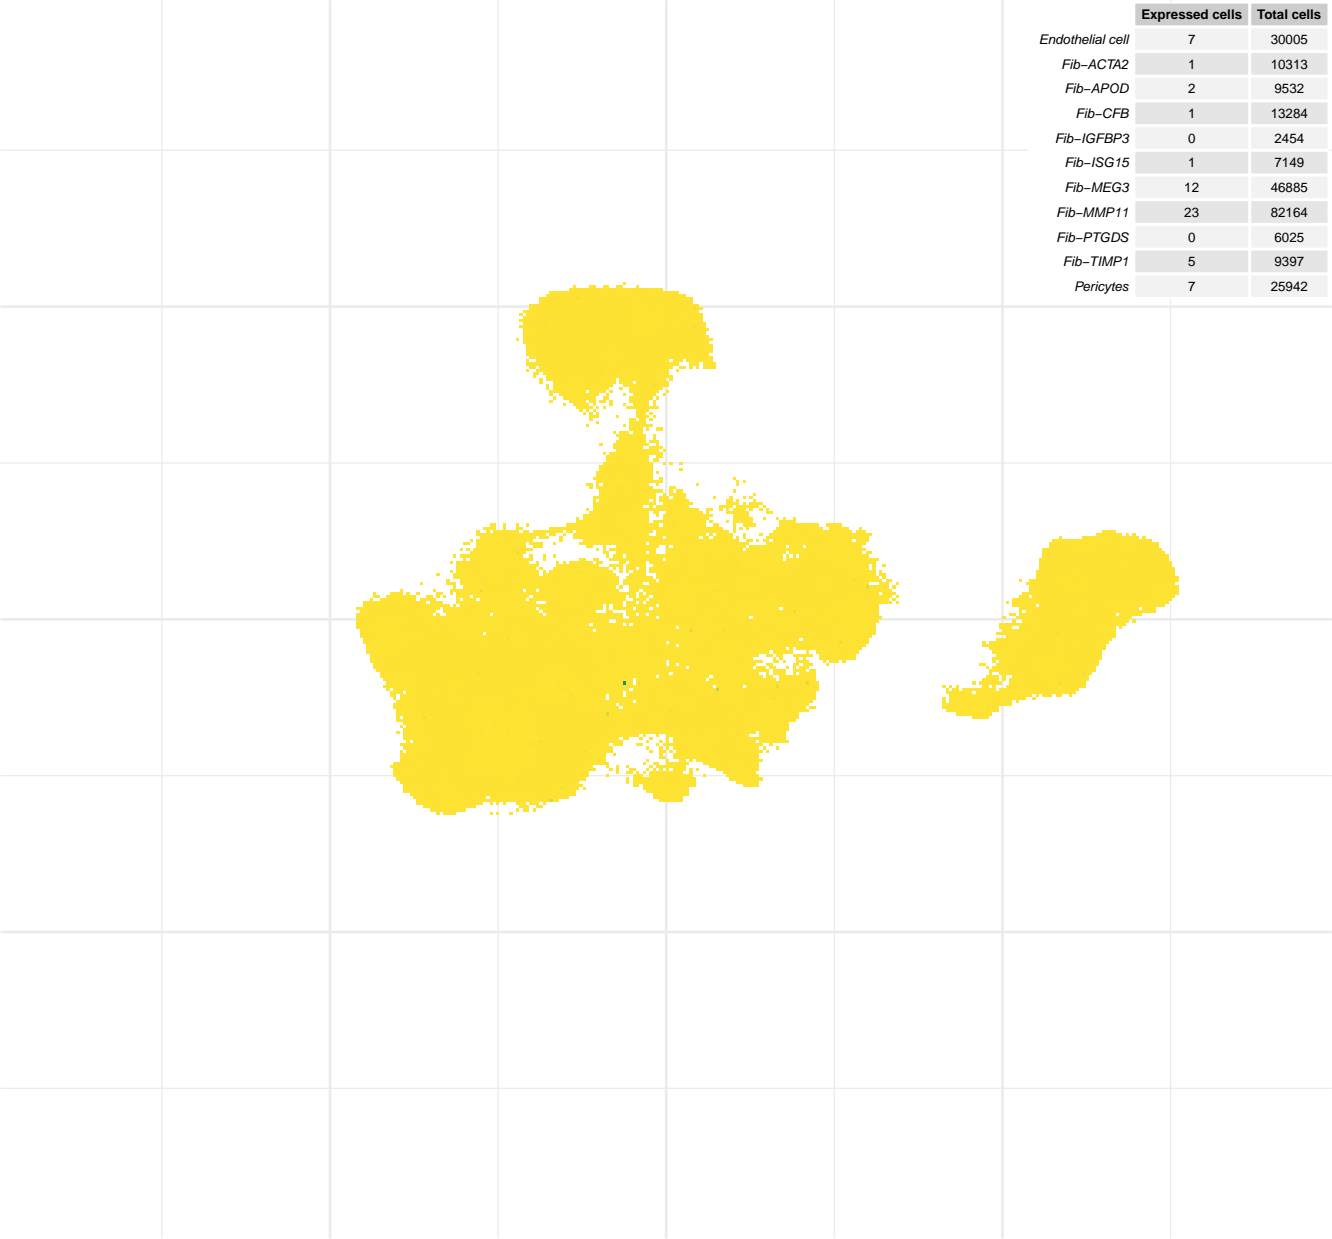 Expressed cells Total cells
Endothelial cell 7 30005
Fib−ACTA2 1 10313
Fib−APOD 2 9532
Fib−CFB 1 13284
Fib−IGFBP3 0 2454
Fib−ISG15 1 7149
Fib−MEG3 12 46885
Fib−MMP11 23 82164
Fib−PTGDS 0 6025
Fib−TIMP1 5 9397
Pericytes 7 25942